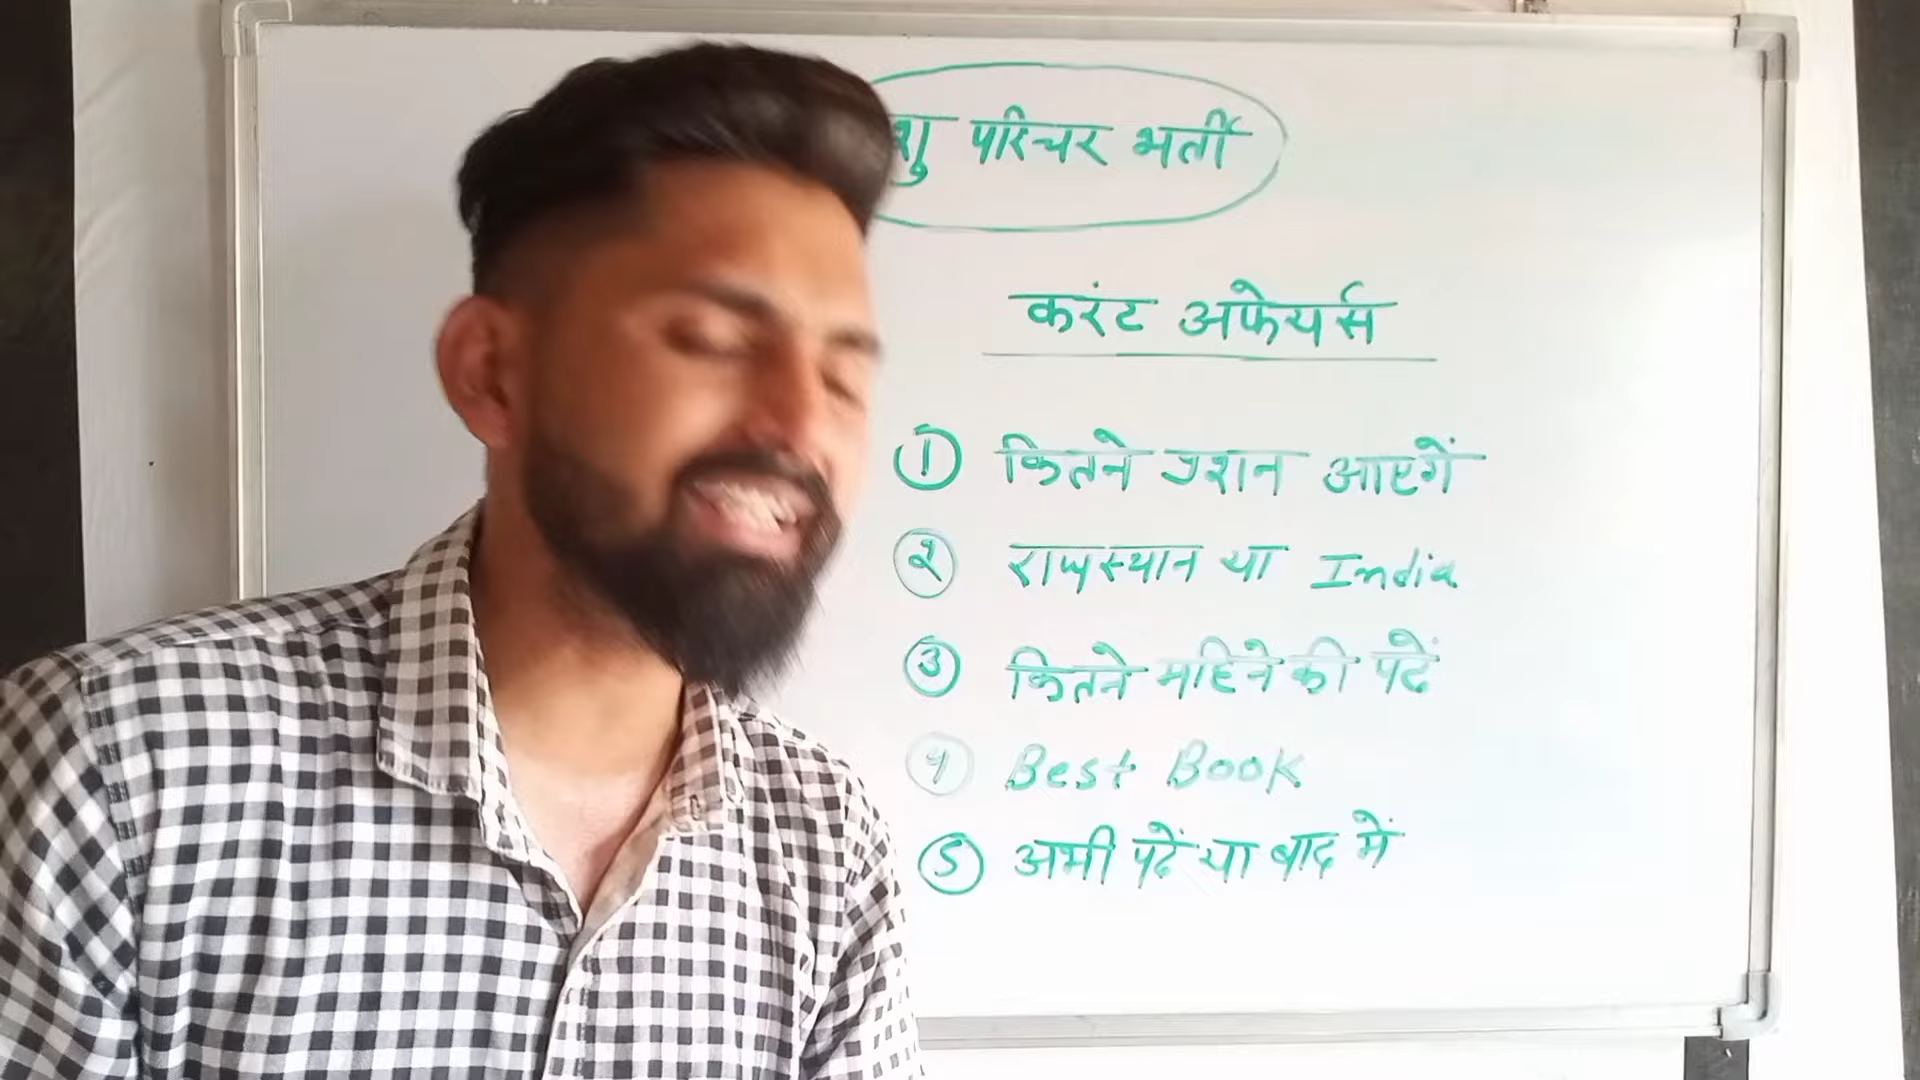 शु परिचर भर्ती
करंट अफेयर्स
① कितने प्रशन आएगें
② राजस्थान या India
③ कितने महिने की पढें
④ Best Book
⑤ अभी पढें या बाद में